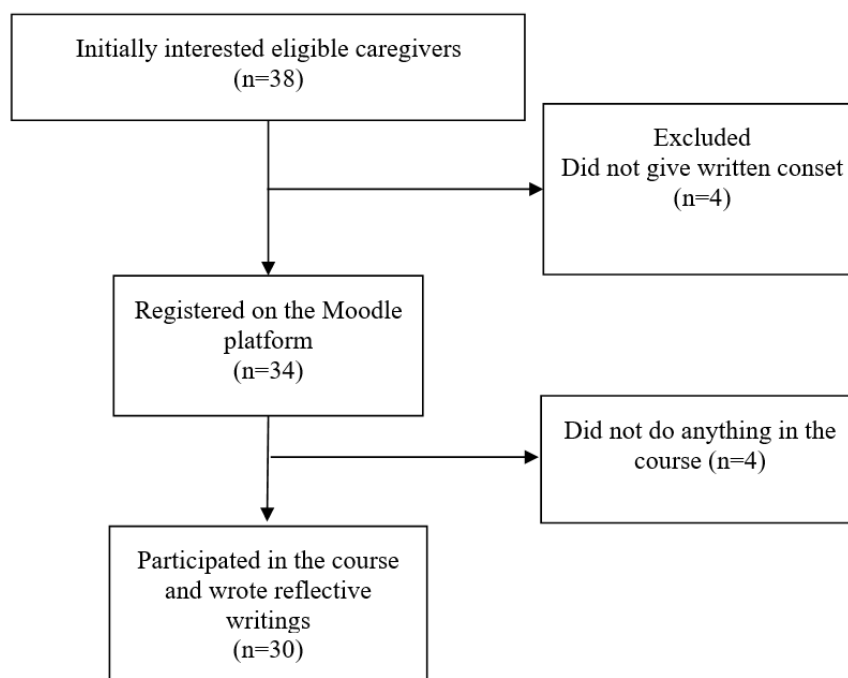 Initially interested eligible caregivers
(n=38)
Excluded
Did not give written conset
(n=4)
Registered on the Moodle
platform
(n=34)
Did not do anything in the
course (n=4)
Participated in the course
and wrote reflective
writings
(n=30)